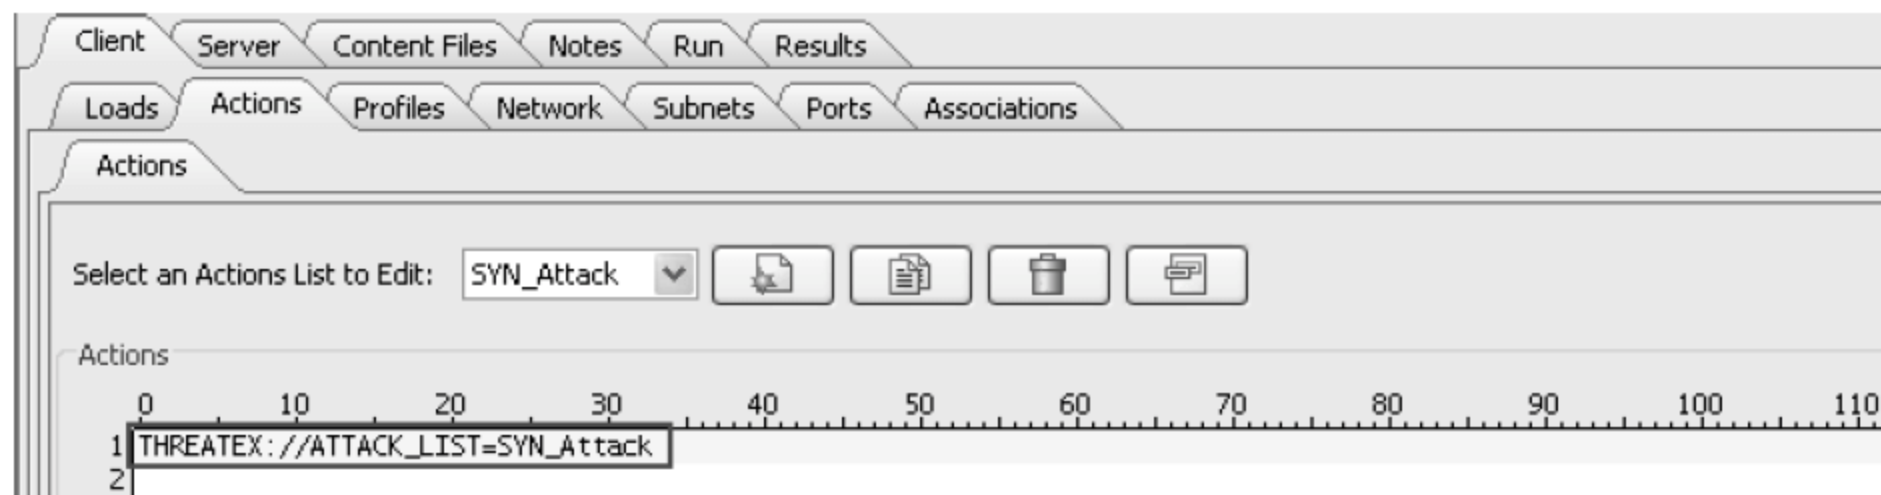 Client Server Content Files Notes Run Results
Loads Actions Profiles Network Subnets Ports Associations
Actions
Select an Actions List to Edit: SYN_Attack
Actions
0 10 20 30 40 50 60 70 80 90 100 110
1 THREATEX://ATTACK_LIST=SYN_Attack
2